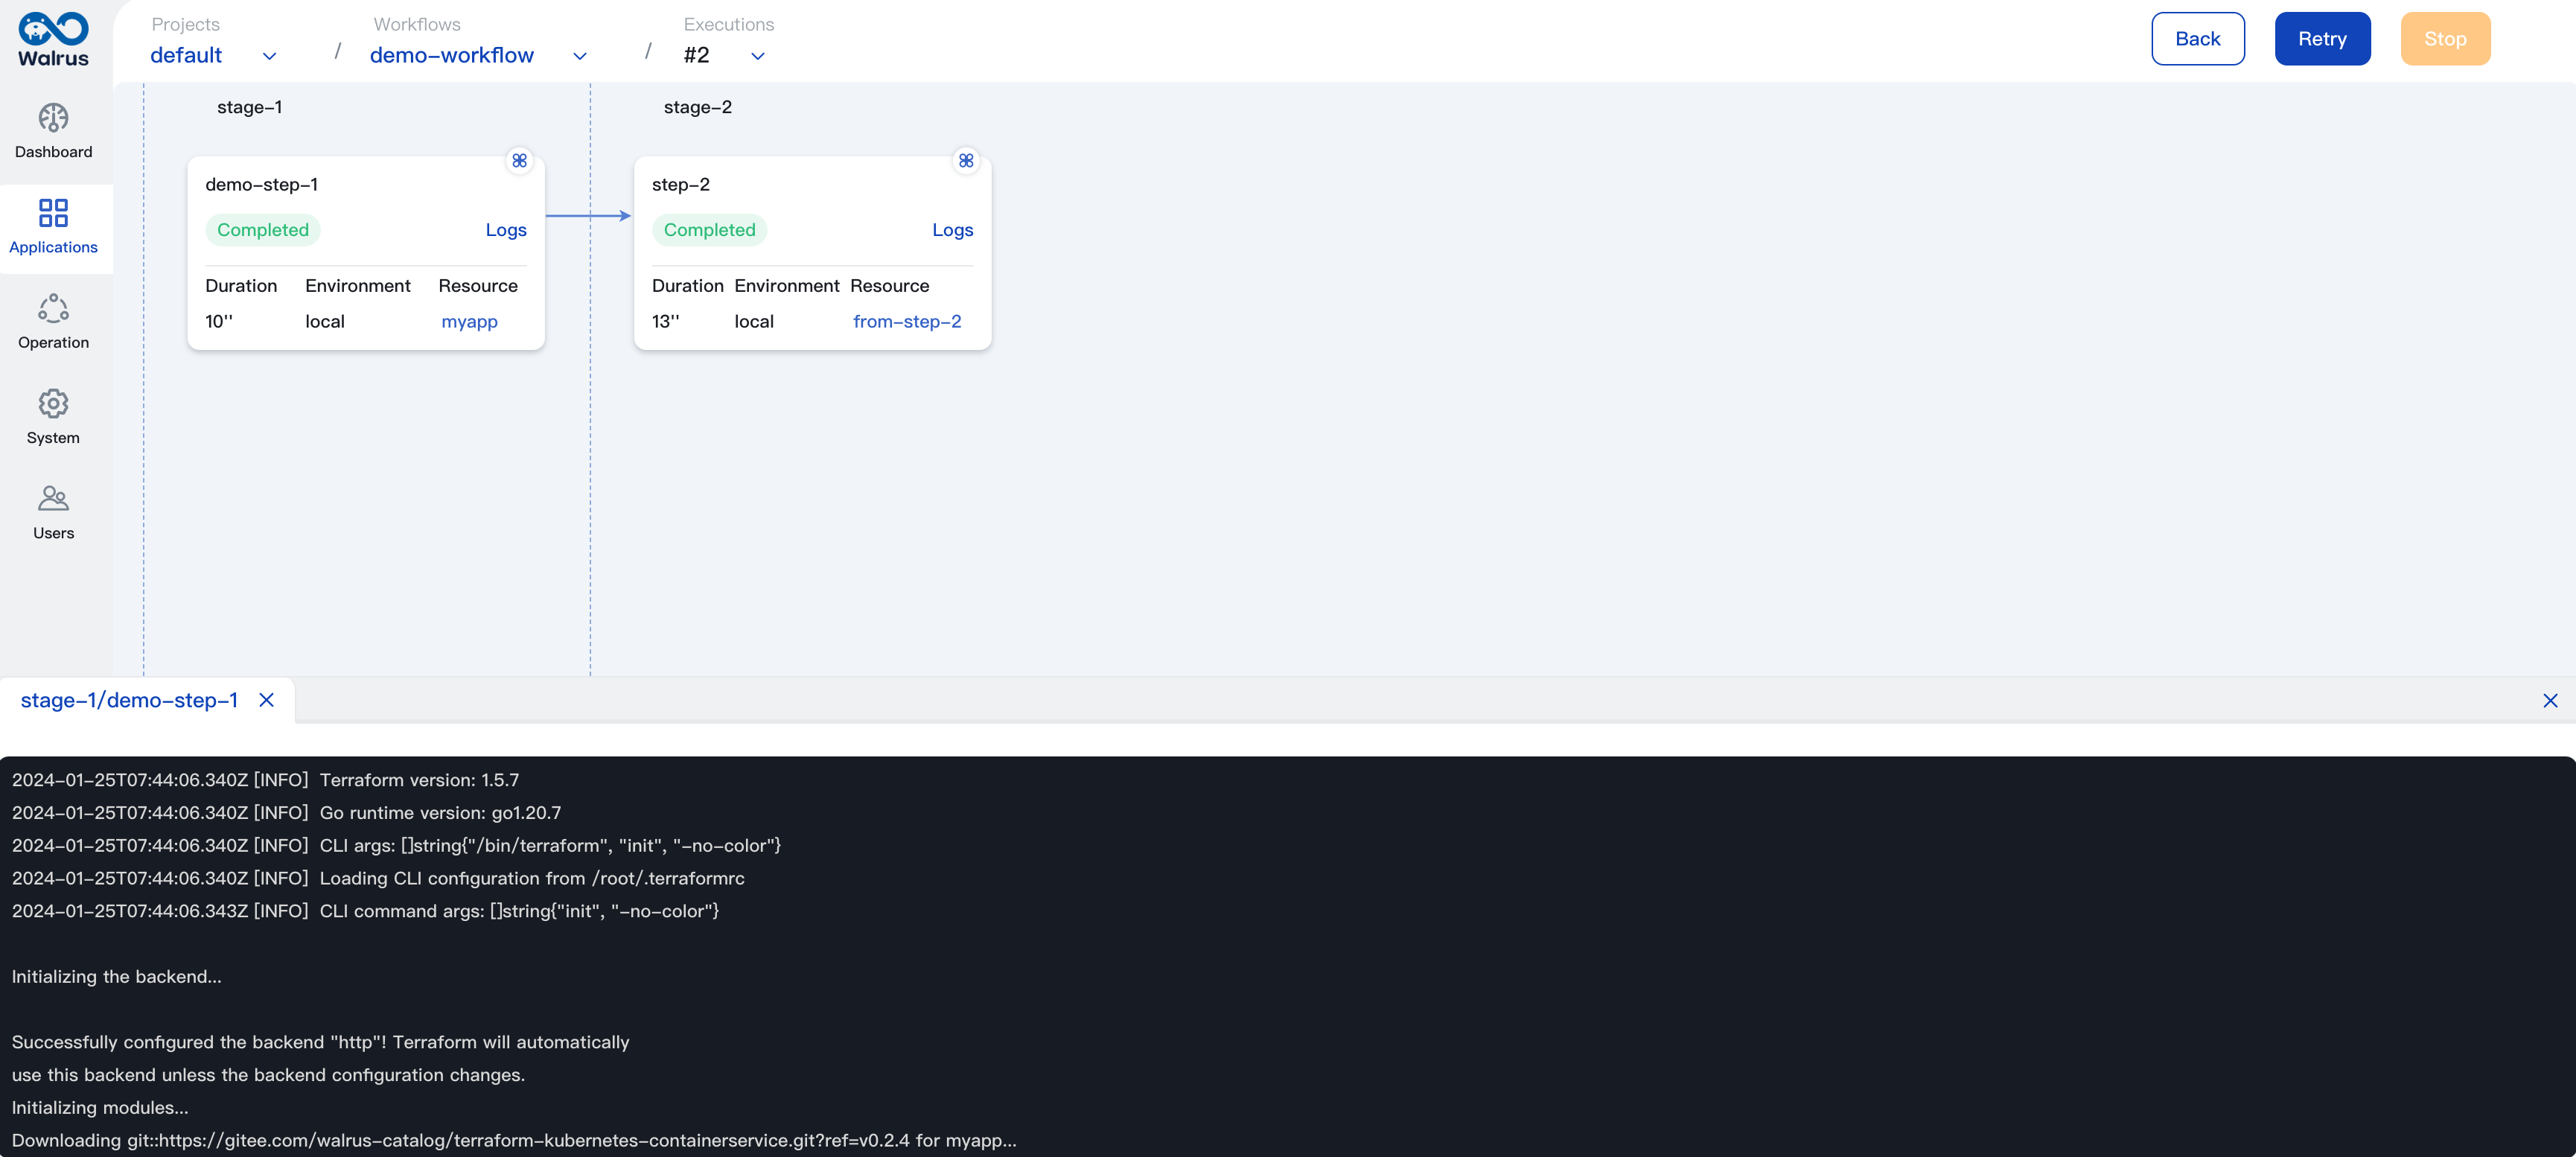 Walrus
Projects
default
/
Workflows
demo-workflow
/
Executions
#2
Back
Retry
Stop
Dashboard
Applications
Operation
System
Users
stage-1
demo-step-1
Completed
Logs
Duration Environment Resource
10'' local myapp
stage-2
step-2
Completed
Logs
Duration Environment Resource
13'' local from-step-2
stage-1/demo-step-1
2024-01-25T07:44:06.340Z [INFO]  Terraform version: 1.5.7
2024-01-25T07:44:06.340Z [INFO]  Go runtime version: go1.20.7
2024-01-25T07:44:06.340Z [INFO]  CLI args: []string{"/bin/terraform", "init", "-no-color"}
2024-01-25T07:44:06.340Z [INFO]  Loading CLI configuration from /root/.terraformrc
2024-01-25T07:44:06.343Z [INFO]  CLI command args: []string{"init", "-no-color"}
Initializing the backend...
Successfully configured the backend "http"! Terraform will automatically
use this backend unless the backend configuration changes.
Initializing modules...
Downloading git::https://gitee.com/walrus-catalog/terraform-kubernetes-containerservice.git?ref=v0.2.4 for myapp...